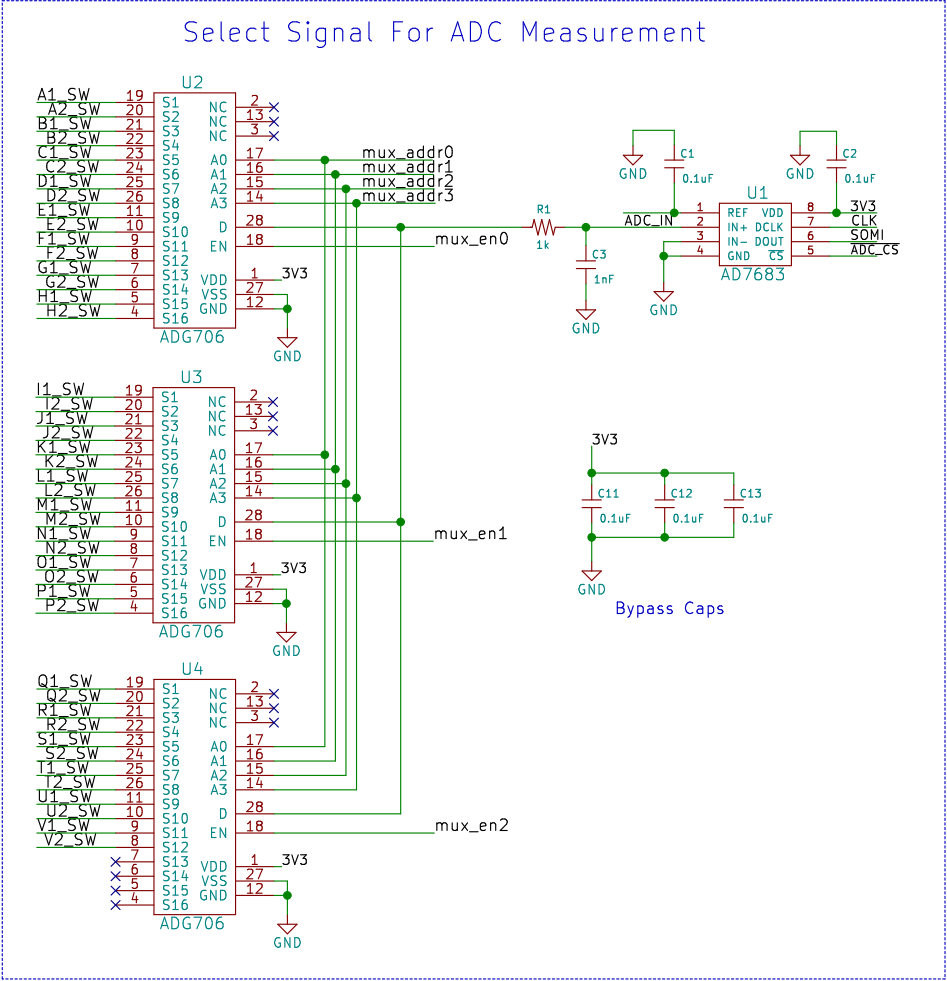 Select Signal For ADC Measurement
U2
A1_SW 19 S1 NC 2
A2_SW 20 S2 NC 13
B1_SW 21 S3 NC 3
B2_SW 22 S4
C1_SW 23 S5 A0 17 mux_addr0
C2_SW 24 S6 A1 16 mux_addr1
D1_SW 25 S7 A2 15 mux_addr2
D2_SW 26 S8 A3 14 mux_addr3
E1_SW 11 S9
E2_SW 10 S10 D 28
F1_SW 9 S11 EN 18 mux_en0
F2_SW 8 S12
G1_SW 7 S13 VDD 1 3V3
G2_SW 6 S14 VSS 27
H1_SW 5 S15 GND 12
H2_SW 4 S16
ADG706
GND
R1
1k
C3
1nF
GND
C1
0.1uF
GND
C2
0.1uF
GND
U1
ADC_IN
1 REF VDD 8 3V3
2 IN+ DCLK 7 CLK
3 IN- DOUT 6 SOMI
4 GND CS 5 ADC_CS
AD7683
GND
U3
I1_SW 19 S1 NC 2
I2_SW 20 S2 NC 13
J1_SW 21 S3 NC 3
J2_SW 22 S4
K1_SW 23 S5 A0 17
K2_SW 24 S6 A1 16
L1_SW 25 S7 A2 15
L2_SW 26 S8 A3 14
M1_SW 11 S9
M2_SW 10 S10 D 28
N1_SW 9 S11 EN 18 mux_en1
N2_SW 8 S12
O1_SW 7 S13 VDD 1 3V3
O2_SW 6 S14 VSS 27
P1_SW 5 S15 GND 12
P2_SW 4 S16
ADG706
GND
3V3
C11 C12 C13
0.1uF 0.1uF 0.1uF
GND
Bypass Caps
U4
Q1_SW 19 S1 NC 2
Q2_SW 20 S2 NC 13
R1_SW 21 S3 NC 3
R2_SW 22 S4
S1_SW 23 S5 A0 17
S2_SW 24 S6 A1 16
T1_SW 25 S7 A2 15
T2_SW 26 S8 A3 14
U1_SW 11 S9
U2_SW 10 S10 D 28
V1_SW 9 S11 EN 18 mux_en2
V2_SW 8 S12
7 S13 VDD 1 3V3
6 S14 VSS 27
5 S15 GND 12
4 S16
ADG706
GND